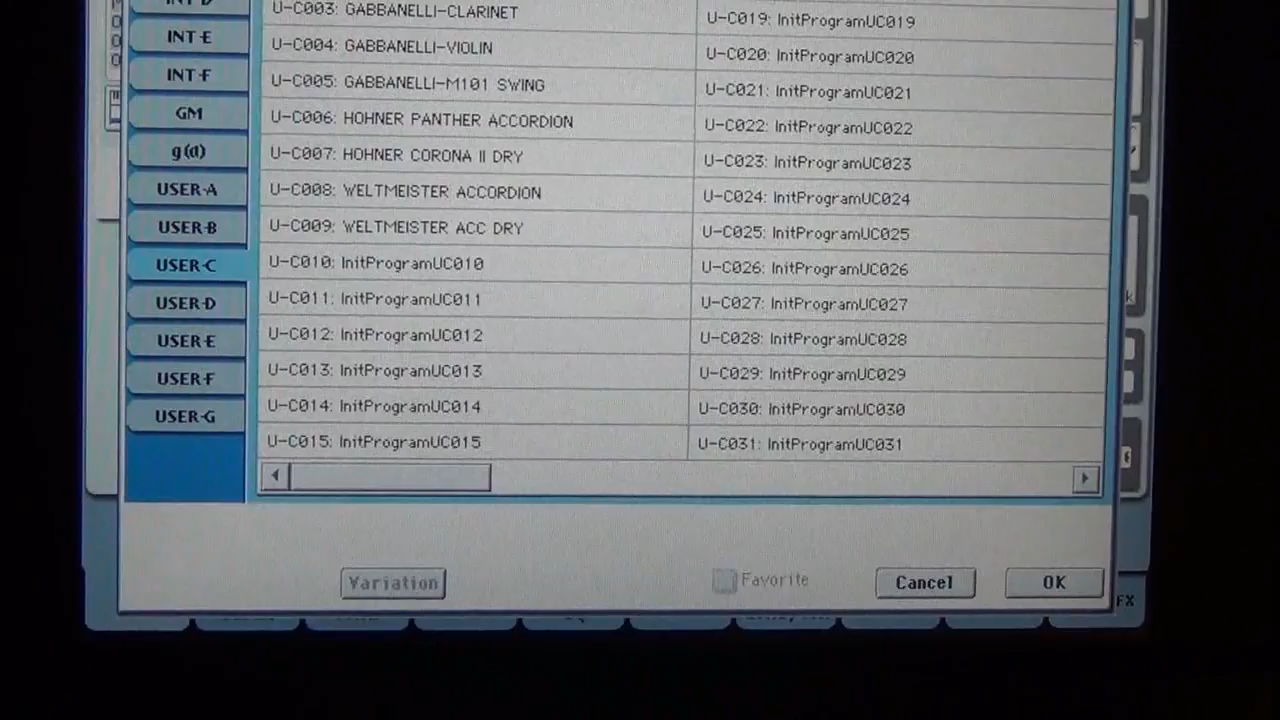 INT-E
INT-F
GM
g(d)
USER-A
USER-B
USER-C
USER-D
USER-E
USER-F
USER-G
U-C003: GABBANELLI-CLARINET
U-C004: GABBANELLI-VIOLIN
U-C005: GABBANELLI-M101 SWING
U-C006: HOHNER PANTHER ACCORDION
U-C007: HOHNER CORONA II DRY
U-C008: WELTMEISTER ACCORDION
U-C009: WELTMEISTER ACC DRY
U-C010: InitProgramUC010
U-C011: InitProgramUC011
U-C012: InitProgramUC012
U-C013: InitProgramUC013
U-C014: InitProgramUC014
U-C015: InitProgramUC015
U-C019: InitProgramUC019
U-C020: InitProgramUC020
U-C021: InitProgramUC021
U-C022: InitProgramUC022
U-C023: InitProgramUC023
U-C024: InitProgramUC024
U-C025: InitProgramUC025
U-C026: InitProgramUC026
U-C027: InitProgramUC027
U-C028: InitProgramUC028
U-C029: InitProgramUC029
U-C030: InitProgramUC030
U-C031: InitProgramUC031
Variation
Favorite
Cancel
OK
FX